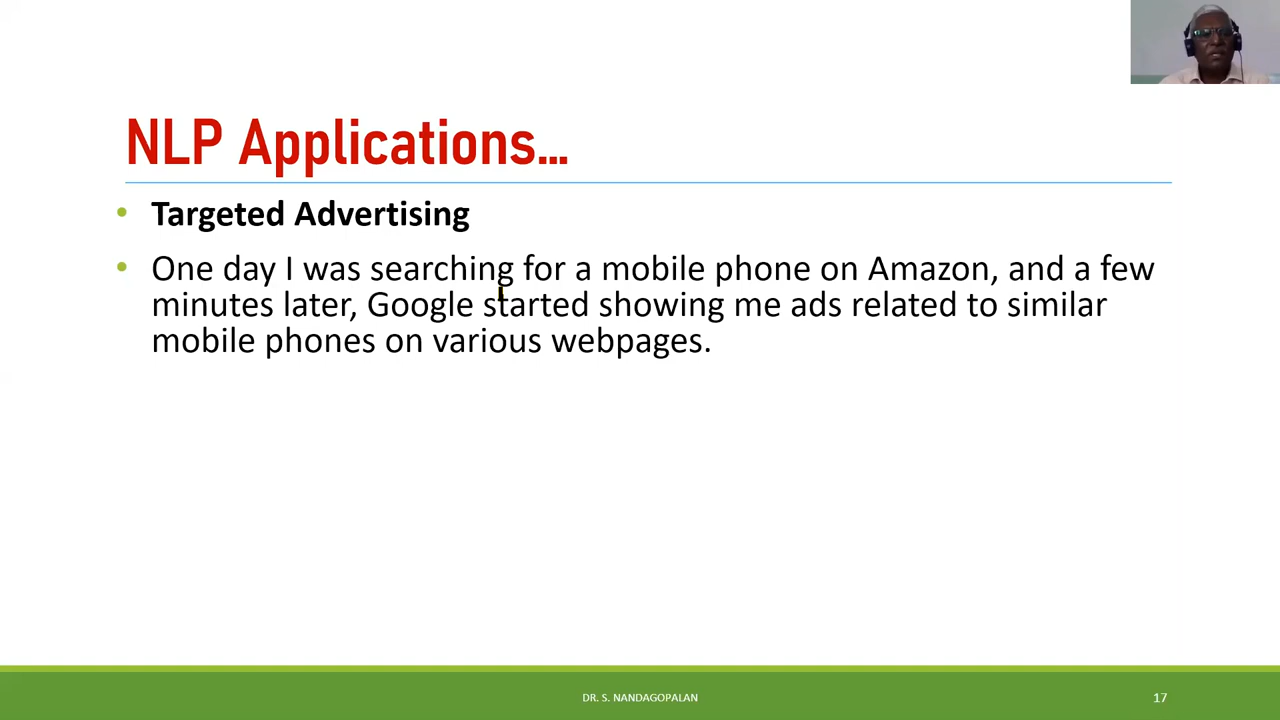 NLP Applications...
• Targeted Advertising
• One day I was searching for a mobile phone on Amazon, and a few
minutes later, Google started showing me ads related to similar
mobile phones on various webpages.
DR. S. NANDAGOPALAN
17